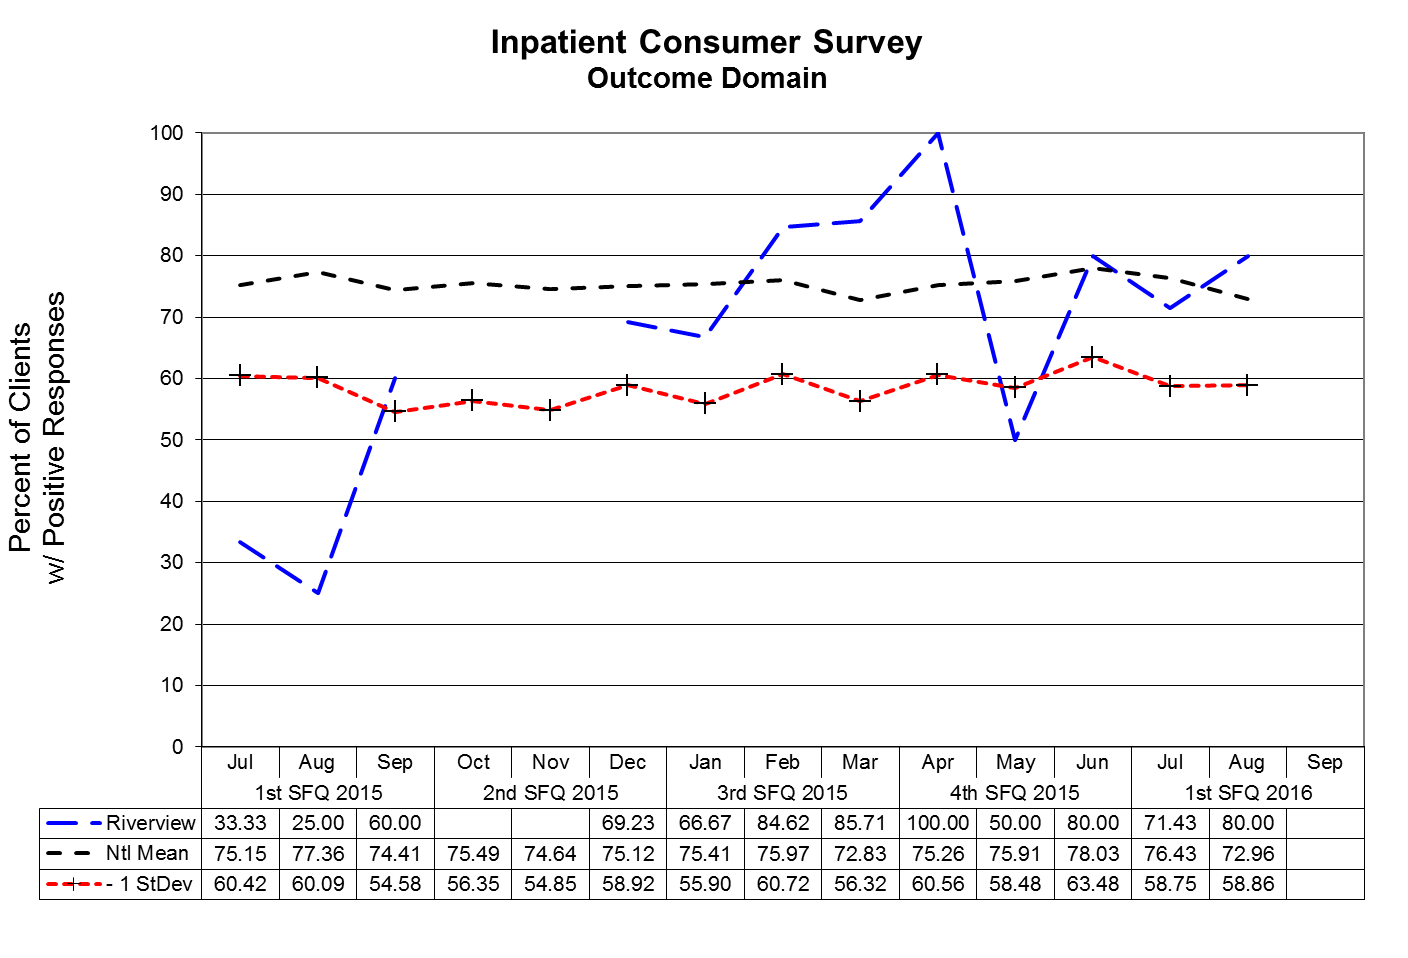 Inpatient Consumer Survey
Outcome Domain
Percent of Clients
w/ Positive Responses
100
90
80
70
60
50
40
30
20
10
0
Jul Aug Sep Oct Nov Dec Jan Feb Mar Apr May Jun Jul Aug Sep
1st SFQ 2015 2nd SFQ 2015 3rd SFQ 2015 4th SFQ 2015 1st SFQ 2016
Riverview 33.33 25.00 60.00 69.23 66.67 84.62 85.71 100.00 50.00 80.00 71.43 80.00
Ntl Mean 75.15 77.36 74.41 75.49 74.64 75.12 75.41 75.97 72.83 75.26 75.91 78.03 76.43 72.96
- 1 StDev 60.42 60.09 54.58 56.35 54.85 58.92 55.90 60.72 56.32 60.56 58.48 63.48 58.75 58.86